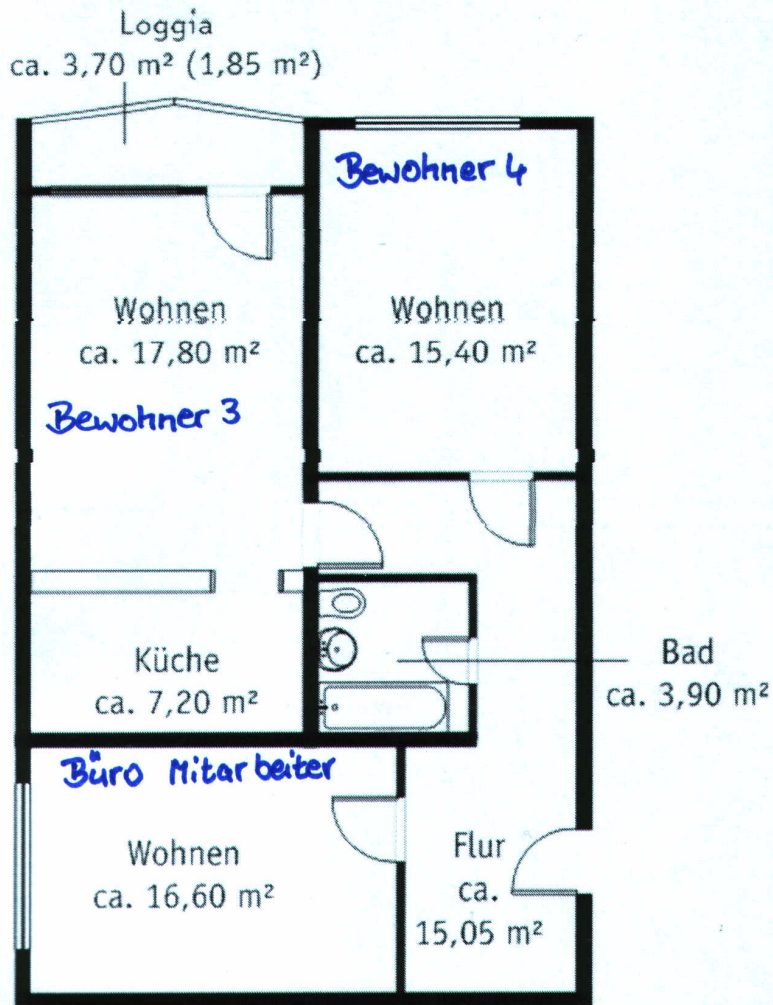 Loggia
ca. 3,70 m² (1,85 m²)
Bewohner 4
Wohnen
ca. 17,80 m²
Wohnen
ca. 15,40 m²
Bewohner 3
Küche
ca. 7,20 m²
Bad
ca. 3,90 m²
Büro Mitarbeiter
Wohnen
ca. 16,60 m²
Flur
ca.
15,05 m²